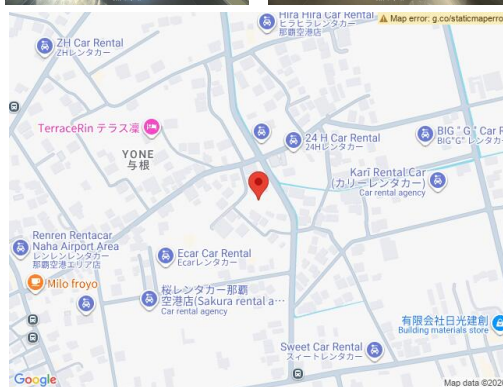 Hira Hira Car Rental
ヒラヒラレンタカー
那覇空港店
Map error: g.co/staticmaperro
ZH Car Rental
ZHレンタカー
TerraceRin テラス凜
24 H Car Rental
24Hレンタカー
BIG "G" Car R
BIG"G"レンタカ
YONE
与根
Kari Rental Car
(カリーレンタカー)
Car rental agency
Renren Rentacar
Naha Airport Area
レンレンレンタカー
那覇空港エリア店
Ecar Car Rental
Ecarレンタカー
Milo froyo
桜レンタカー那覇
空港店(Sakura rental a…
Car rental agency
有限会社日光建創
Building materials store
Sweet Car Rental
スィートレンタカー
Google
Map data ©202